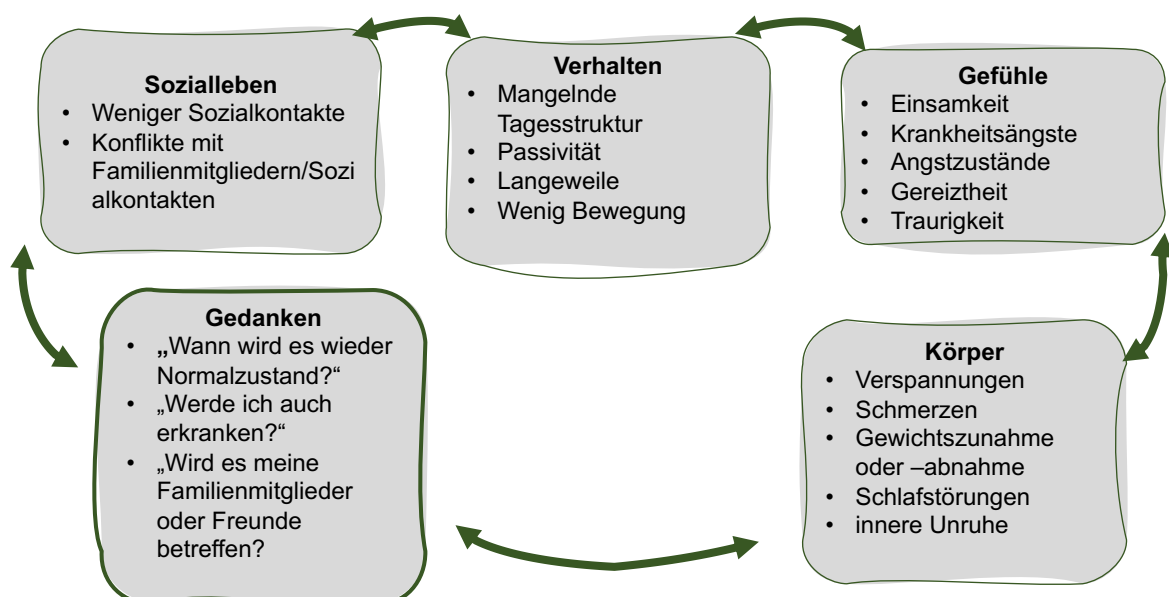 Sozialleben
• Weniger Sozialkontakte
• Konflikte mit
Familienmitgliedern/Sozi
alkontakten
Verhalten
• Mangelnde
Tagesstruktur
• Passivität
• Langeweile
• Wenig Bewegung
Gefühle
• Einsamkeit
• Krankheitsängste
• Angstzustände
• Gereiztheit
• Traurigkeit
Gedanken
• „Wann wird es wieder
Normalzustand?“
• „Werde ich auch
erkranken?“
• „Wird es meine
Familienmitglieder
oder Freunde
betreffen?
Körper
• Verspannungen
• Schmerzen
• Gewichtszunahme
oder –abnahme
• Schlafstörungen
• innere Unruhe